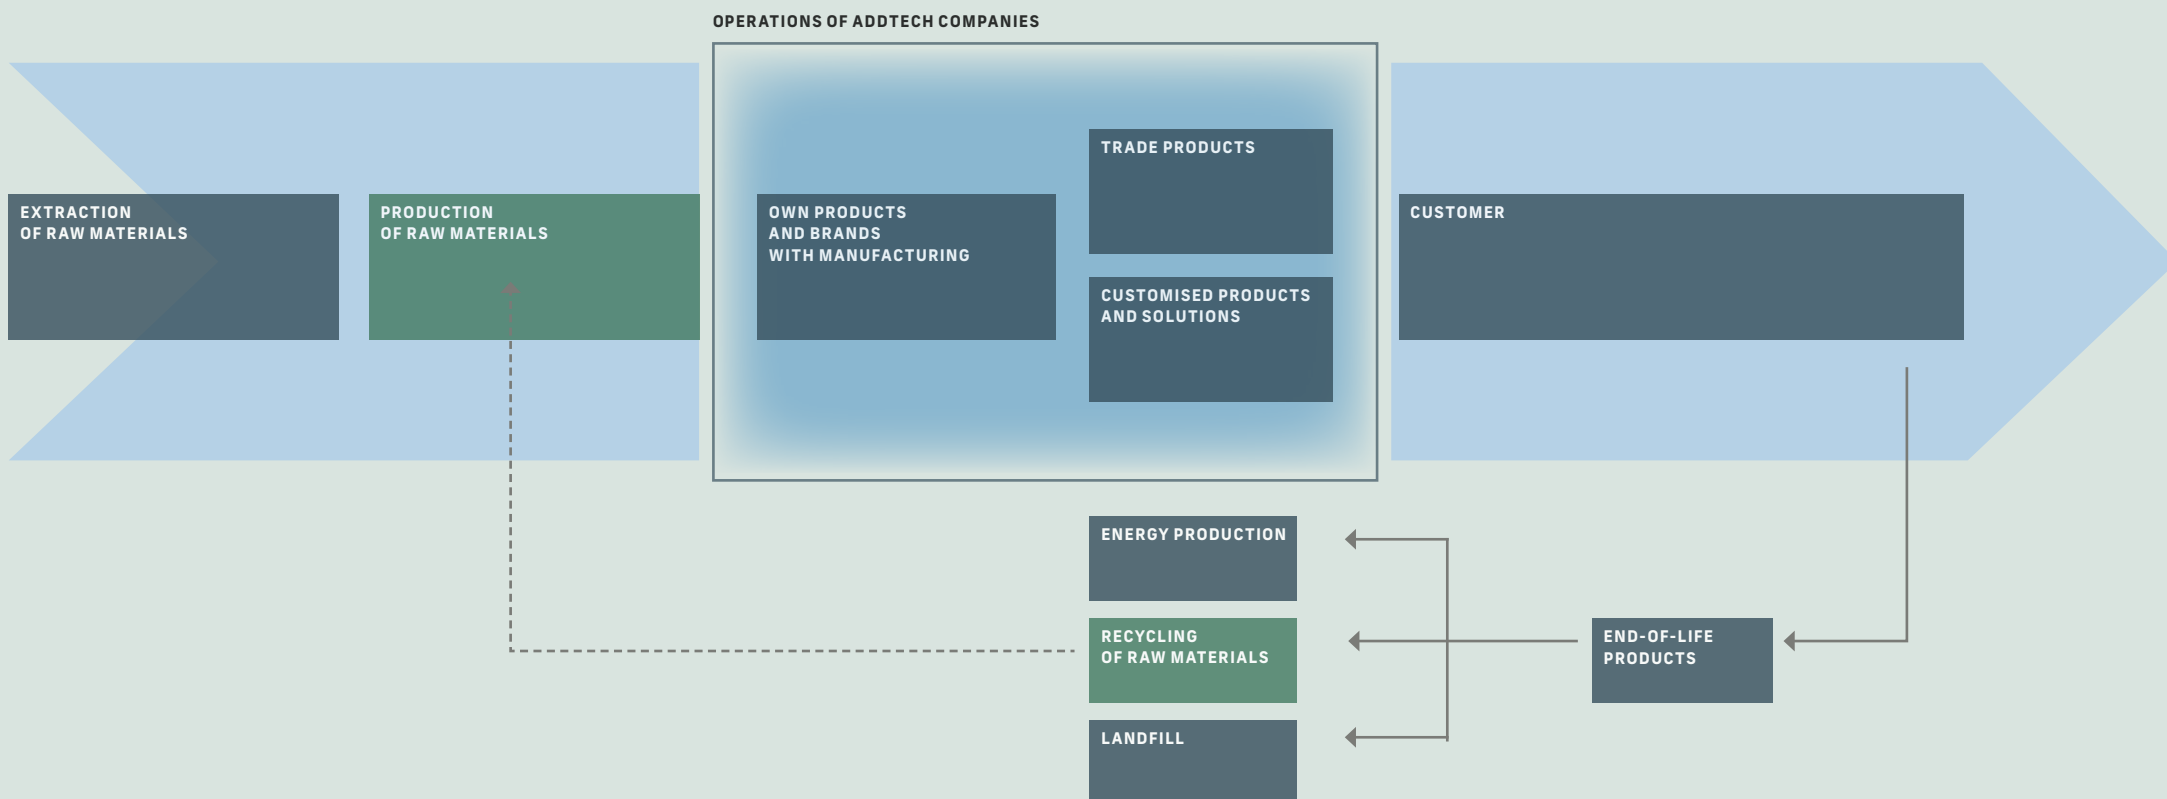 OPERATIONS OF ADDTECH COMPANIES
EXTRACTION
OF RAW MATERIALS
PRODUCTION
OF RAW MATERIALS
OWN PRODUCTS
AND BRANDS
WITH MANUFACTURING
TRADE PRODUCTS
CUSTOMISED PRODUCTS
AND SOLUTIONS
CUSTOMER
ENERGY PRODUCTION
RECYCLING
OF RAW MATERIALS
LANDFILL
END-OF-LIFE
PRODUCTS